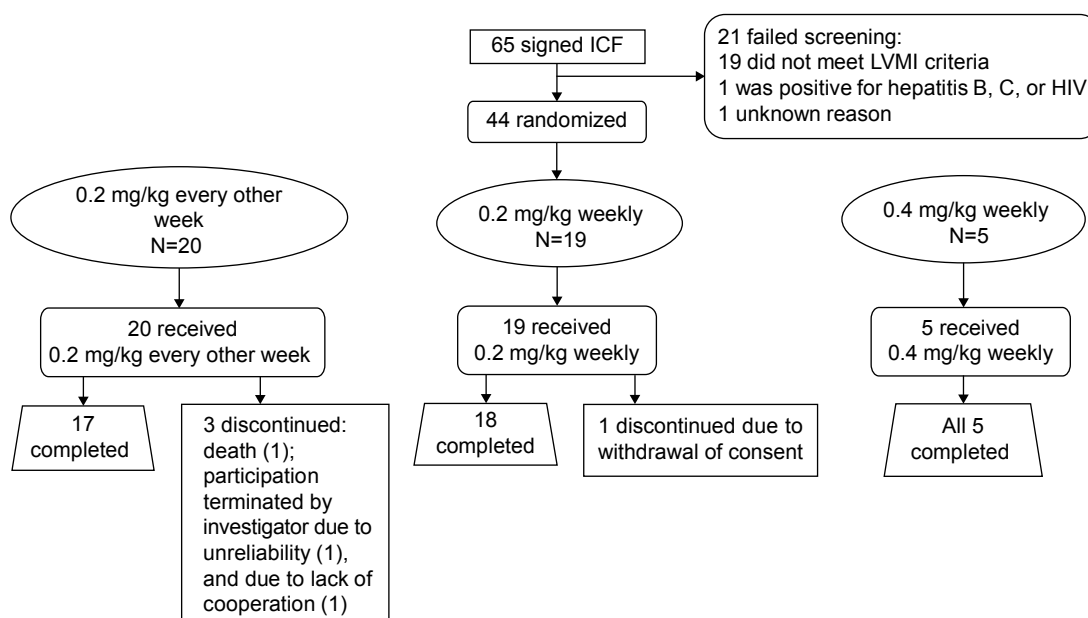 65 signed ICF
21 failed screening:
19 did not meet LVMI criteria
1 was positive for hepatitis B, C, or HIV
1 unknown reason
44 randomized
0.2 mg/kg every other
week
N=20
0.2 mg/kg weekly
N=19
0.4 mg/kg weekly
N=5
20 received
0.2 mg/kg every other week
19 received
0.2 mg/kg weekly
5 received
0.4 mg/kg weekly
17
completed
3 discontinued:
death (1);
participation
terminated by
investigator due to
unreliability (1),
and due to lack of
cooperation (1)
18
completed
1 discontinued due to
withdrawal of consent
All 5
completed